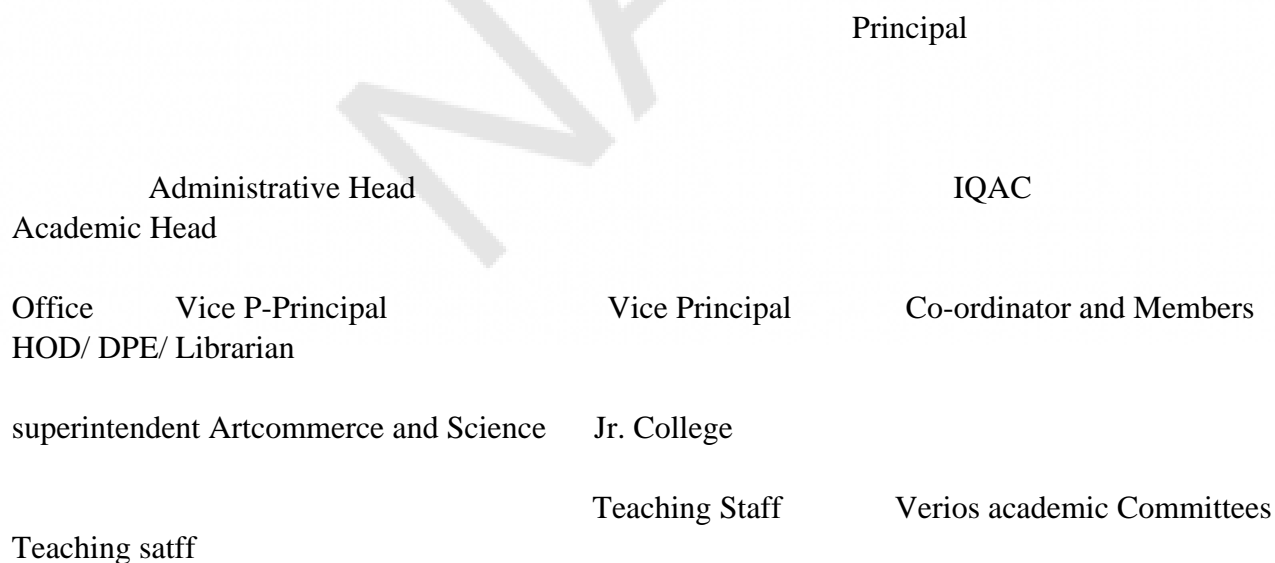 Principal
Administrative Head IQAC
Academic Head
Office Vice P-Principal Vice Principal Co-ordinator and Members
HOD/ DPE/ Librarian
superintendent Artcommerce and Science Jr. College
Teaching Staff Verios academic Committees
Teaching satff